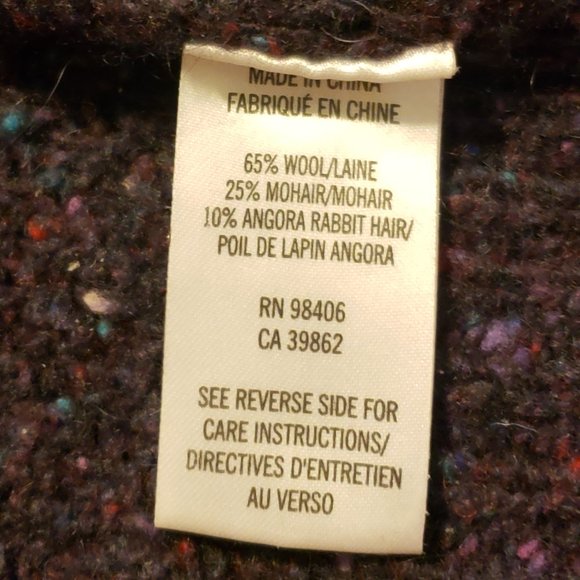 MADE IN CHINA
FABRIQUÉ EN CHINE
65% WOOL/LAINE
25% MOHAIR/MOHAIR
10% ANGORA RABBIT HAIR/
POIL DE LAPIN ANGORA
RN 98406
CA 39862
SEE REVERSE SIDE FOR
CARE INSTRUCTIONS/
DIRECTIVES D'ENTRETIEN
AU VERSO